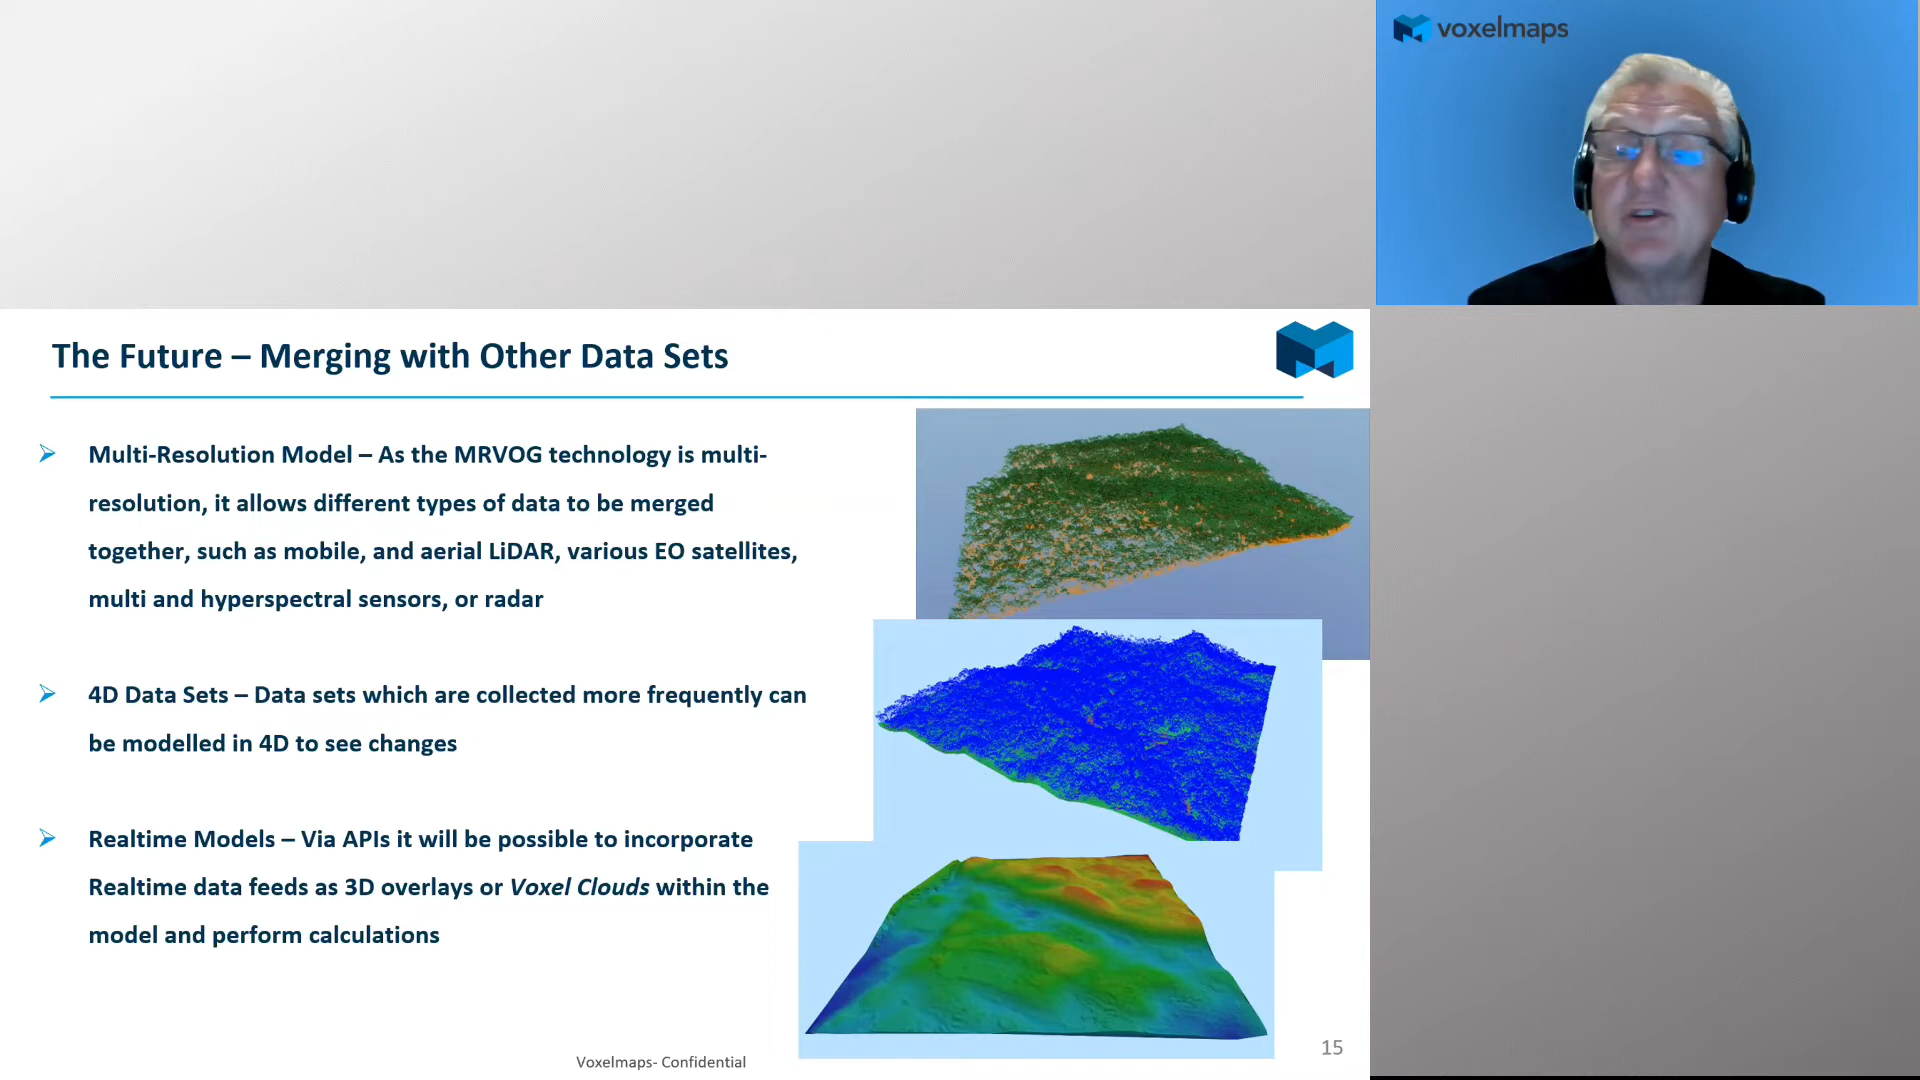 voxelmaps
The Future – Merging with Other Data Sets
Multi-Resolution Model – As the MRVOG technology is multi-
resolution, it allows different types of data to be merged
together, such as mobile, and aerial LiDAR, various EO satellites,
multi and hyperspectral sensors, or radar
4D Data Sets – Data sets which are collected more frequently can
be modelled in 4D to see changes
Realtime Models – Via APIs it will be possible to incorporate
Realtime data feeds as 3D overlays or Voxel Clouds within the
model and perform calculations
Voxelmaps- Confidential
15